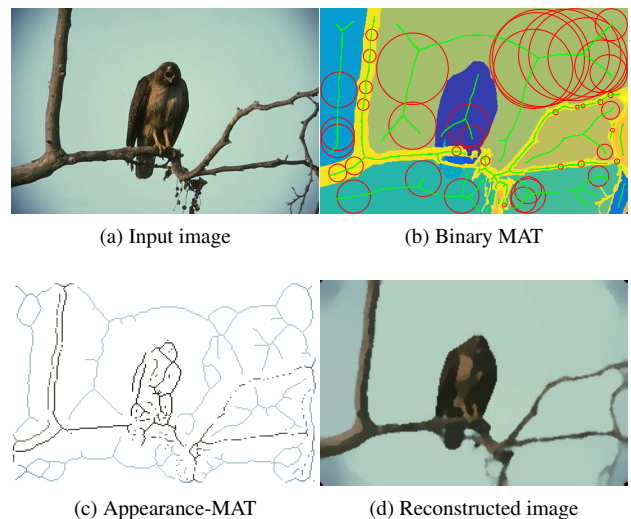 (a) Input image
(b) Binary MAT
(c) Appearance-MAT
(d) Reconstructed image